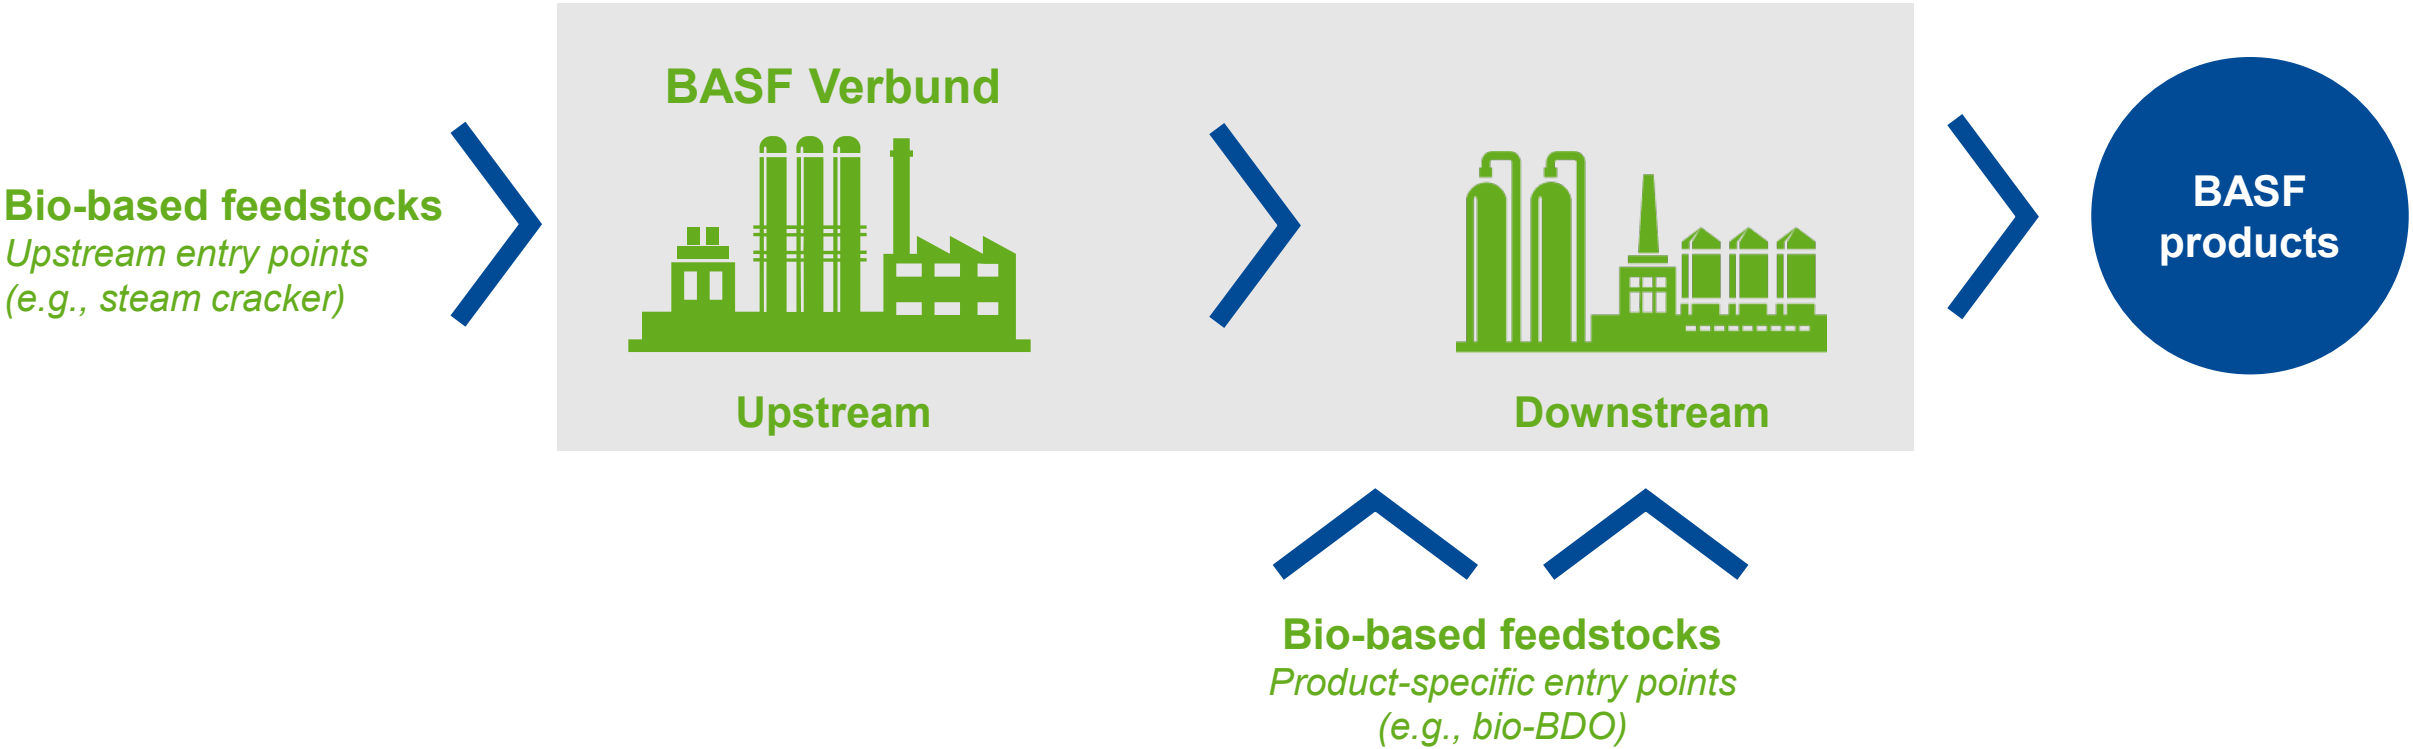 Bio-based feedstocks
Upstream entry points
(e.g., steam cracker)
BASF Verbund
Upstream
Downstream
BASF
products
Bio-based feedstocks
Product-specific entry points
(e.g., bio-BDO)